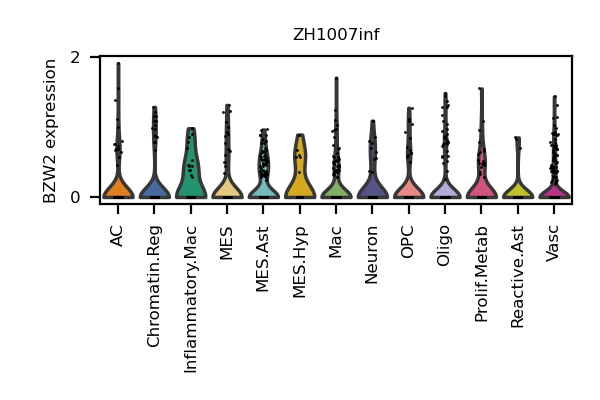 ZH1007inf
BZW2 expression
2
0
AC
Chromatin.Reg
Inflammatory.Mac
MES
MES.Ast
MES.Hyp
Mac
Neuron
OPC
Oligo
Prolif.Metab
Reactive.Ast
Vasc